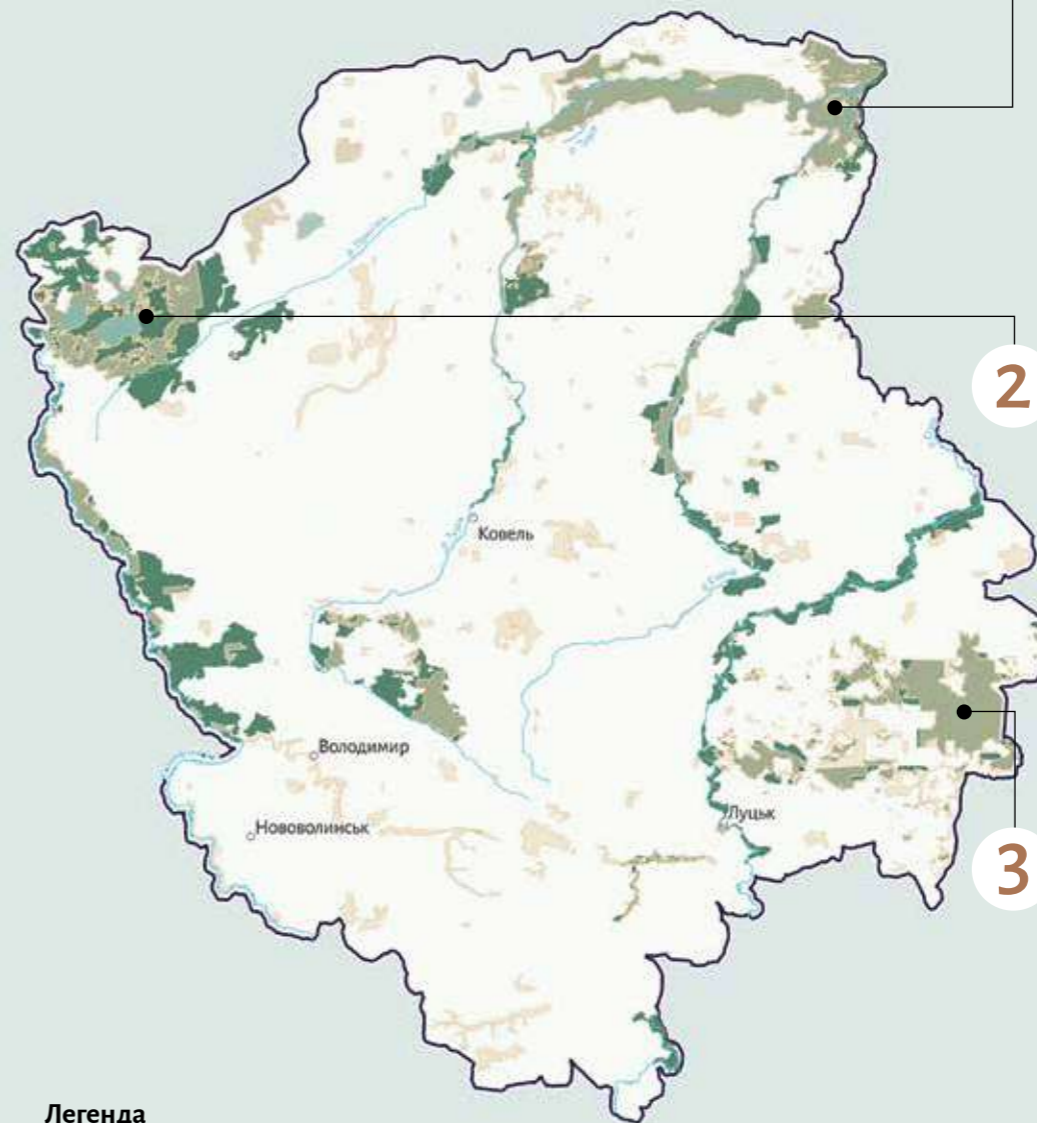 2
Ковель
Володимир
Нововолинськ
Луцьк
3
Легенда